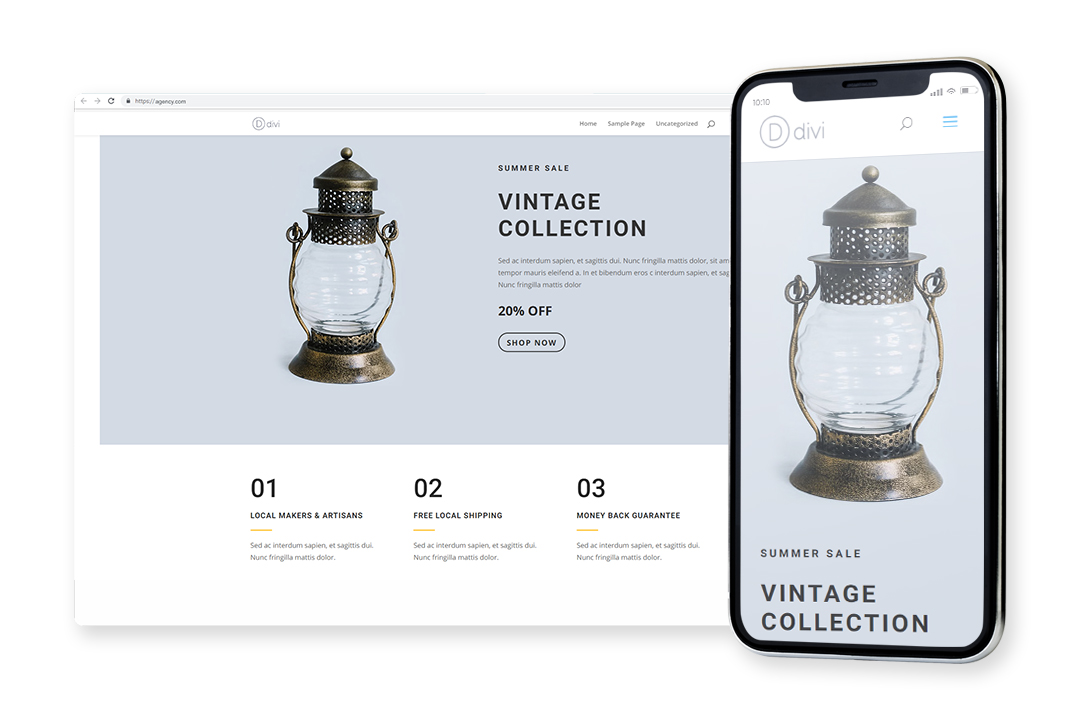 https://agency.com
divi
Home Sample Page Uncategorized
SUMMER SALE
VINTAGE
COLLECTION
Sed ac interdum sapien, et sagittis dui. Nunc fringilla mattis dolor, sit am
tempor mauris eleifend a. In et bibendum eros c interdum sapien, et sag
Nunc fringilla mattis dolor
20% OFF
SHOP NOW
01
LOCAL MAKERS & ARTISANS
Sed ac interdum sapien, et sagittis dui.
Nunc fringilla mattis dolor.
02
FREE LOCAL SHIPPING
Sed ac interdum sapien, et sagittis dui.
Nunc fringilla mattis dolor.
03
MONEY BACK GUARANTEE
Sed ac interdum sapien, et sagittis dui.
Nunc fringilla mattis dolor.
10:10
D divi
SUMMER SALE
VINTAGE
COLLECTION